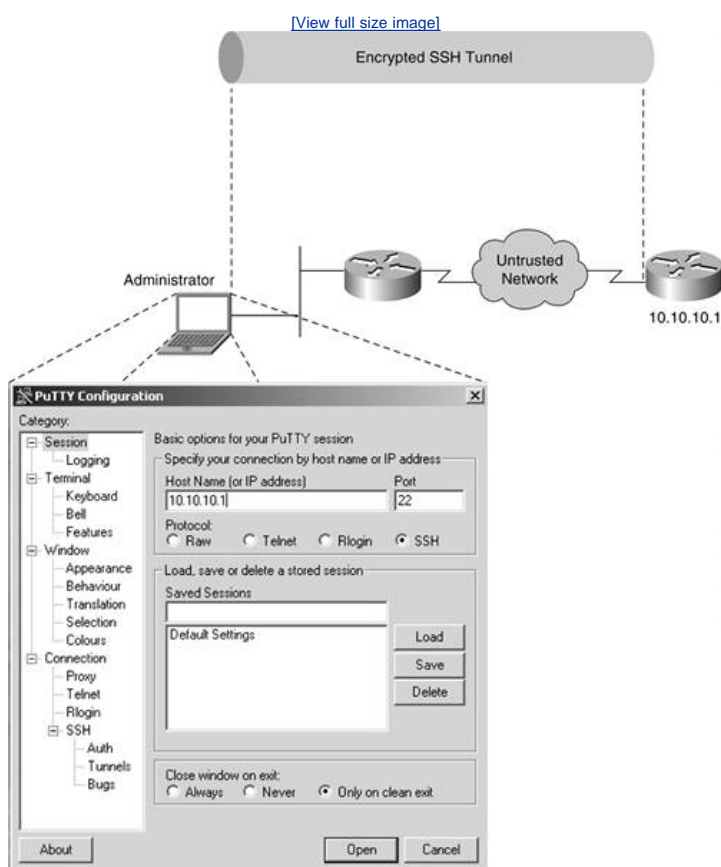 [View full size image]
Encrypted SSH Tunnel
Administrator
Untrusted
Network
10.10.10.1
PuTTY Configuration
Category:
Session
Logging
Terminal
Keyboard
Bell
Features
Window
Appearance
Behaviour
Translation
Selection
Colours
Connection
Proxy
Telnet
Rlogin
SSH
Auth
Tunnels
Bugs
Basic options for your PuTTY session
Specify your connection by host name or IP address
Host Name (or IP address) Port
10.10.10.1 22
Protocol:
Raw Telnet Rlogin SSH
Load, save or delete a stored session
Saved Sessions
Default Settings
Load
Save
Delete
Close window on exit:
Always Never Only on clean exit
About Open Cancel